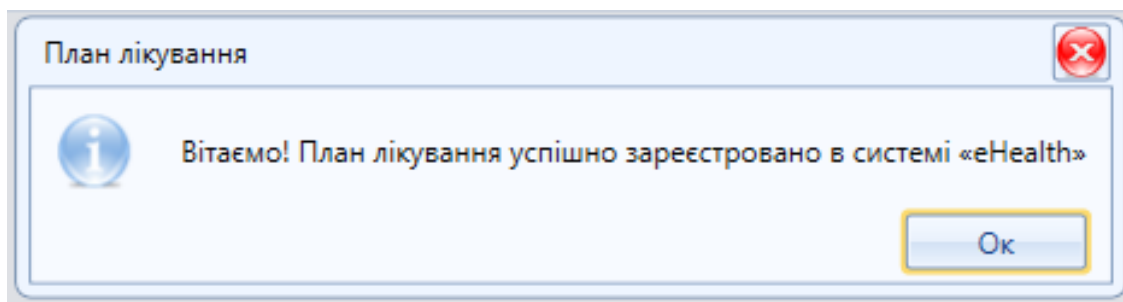 План лікування
Вітаємо! План лікування успішно зареєстровано в системі «eHealth»
Ок